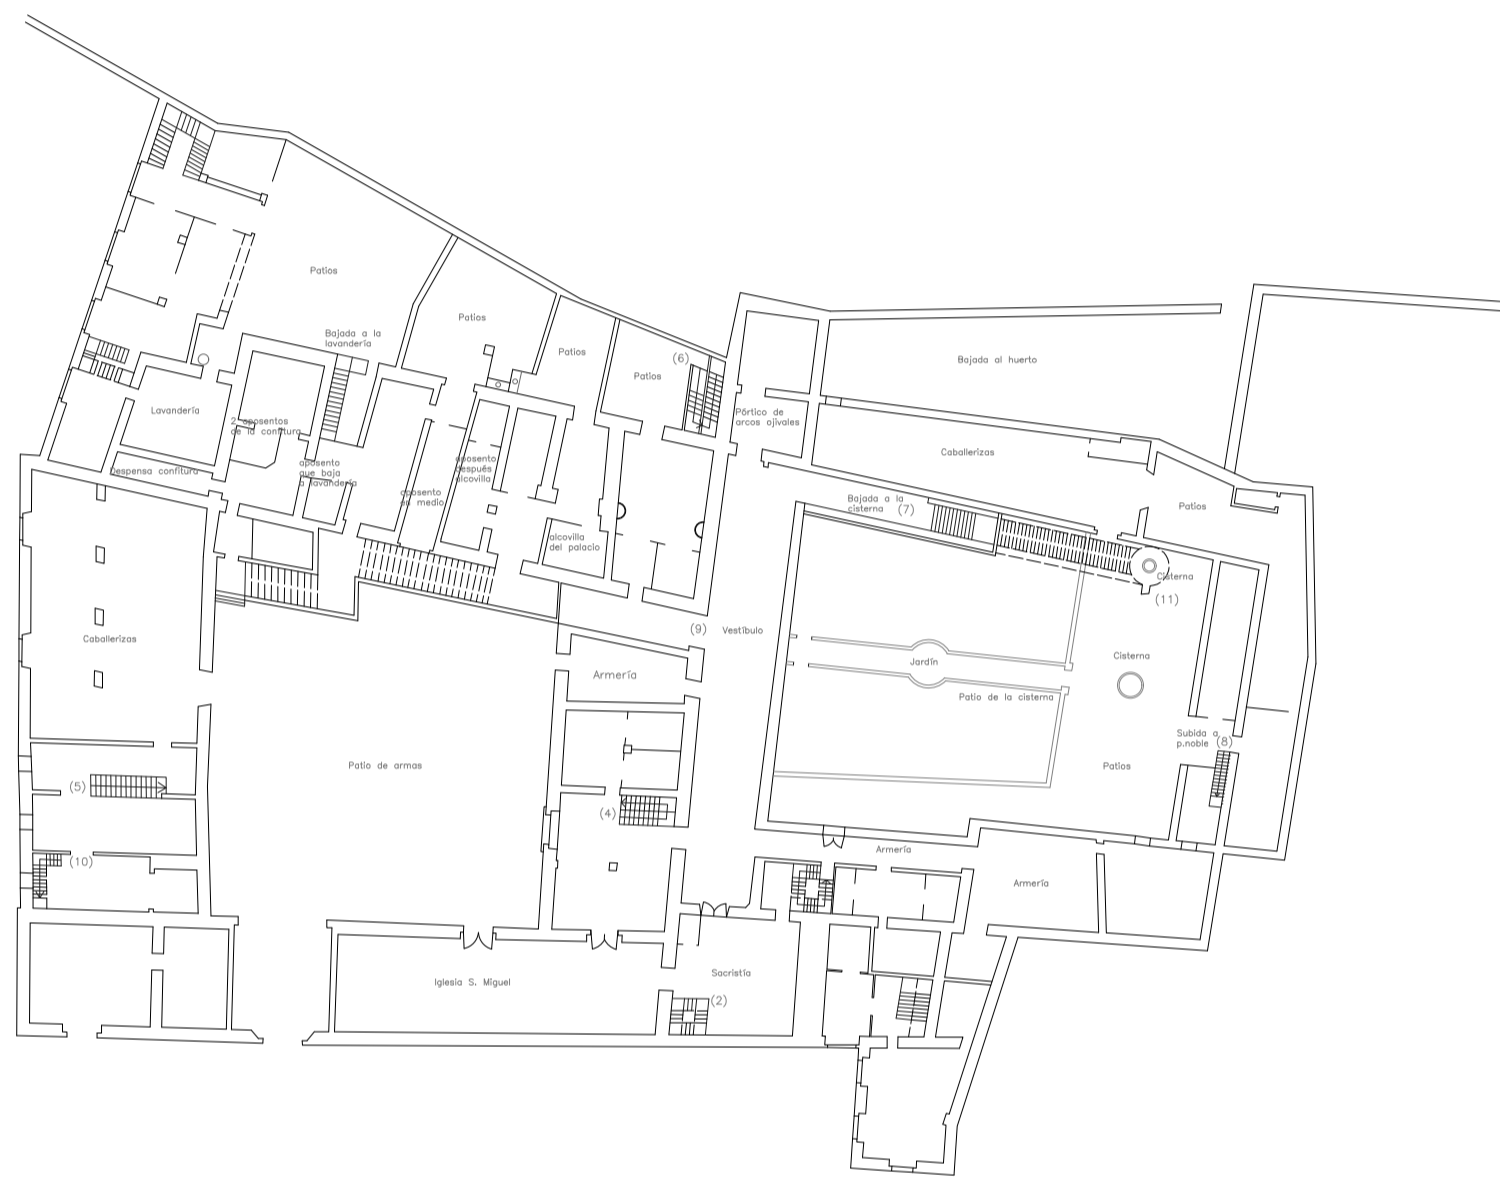 Patios
Patios
Bajada a la
lavandería
Patios
(6)
Bajada al huerto
Patios
Lavandería
Pórtico de
arcos ojivales
2 aposentos
de la confitura
Caballerizas
Despensa confitura
aposento
que baja
a lavandería
aposento
después
alcovilla
aposento
en medio
Bajada a la
cisterna (7)
Patios
alcovilla
del palacio
Cisterna
(11)
(9) Vestíbulo
Caballerizas
Cisterna
Jardín
Armería
Patio de la cisterna
Subida a
p.noble (8)
Patio de armas
Patios
(5)
(4)
Armería
(10)
Armería
Iglesia S. Miguel
Sacristía
(2)